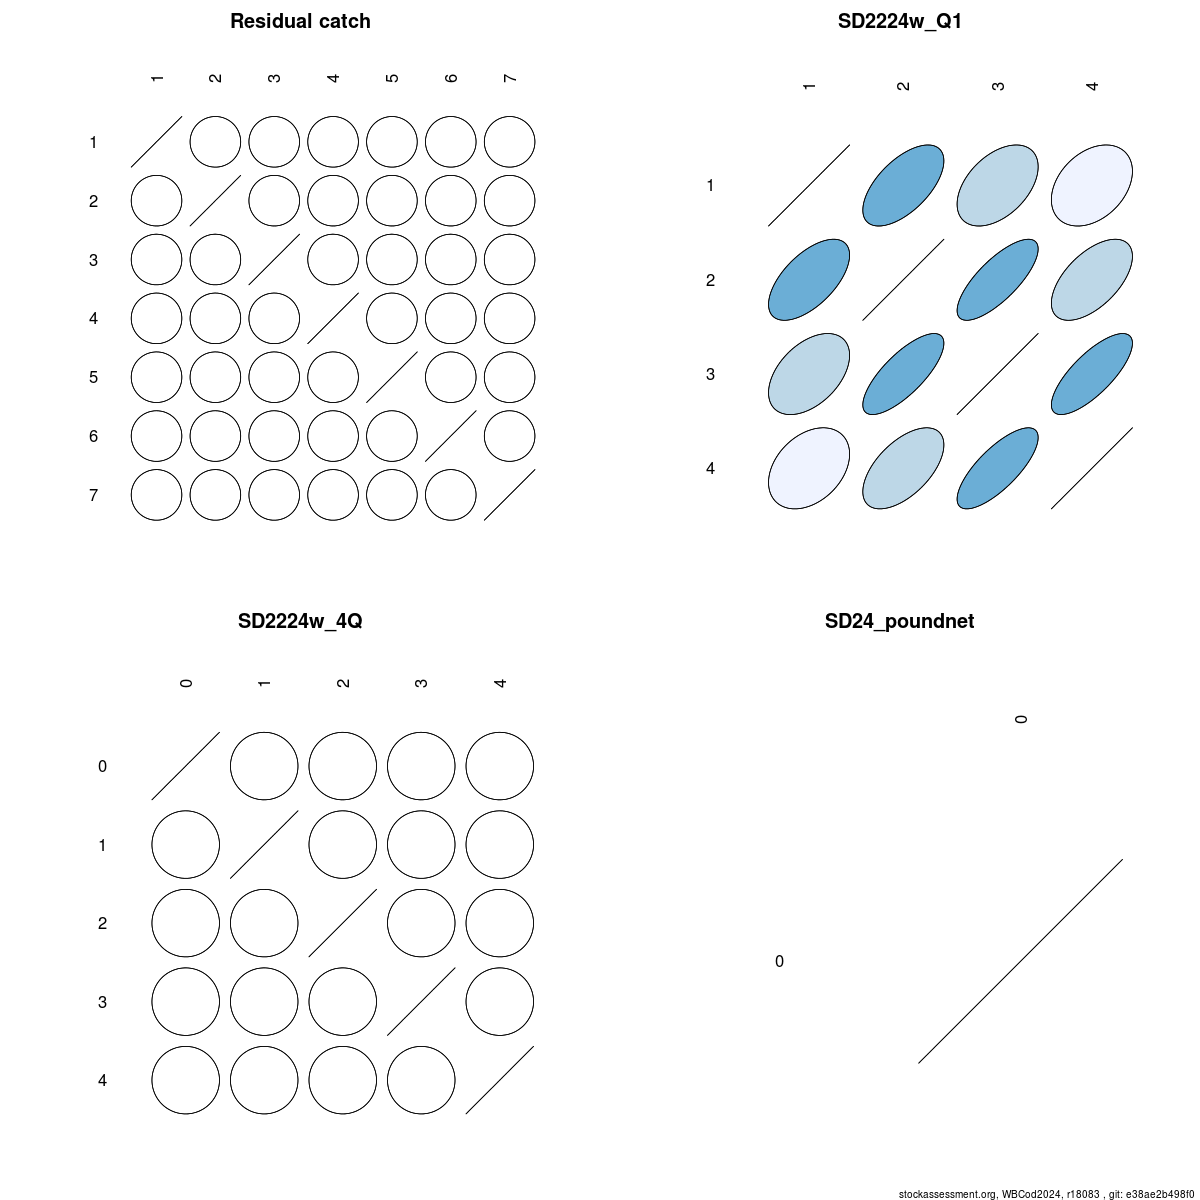 Residual catch
1 2 3 4 5 6 7
1
2
3
4
5
6
7
SD2224w_Q1
1 2 3 4
1
2
3
4
SD2224w_4Q
0 1 2 3 4
0
1
2
3
4
SD24_poundnet
0
0
stockassessment.org, WBCod2024, r18083 , git: e38ae2b498f0